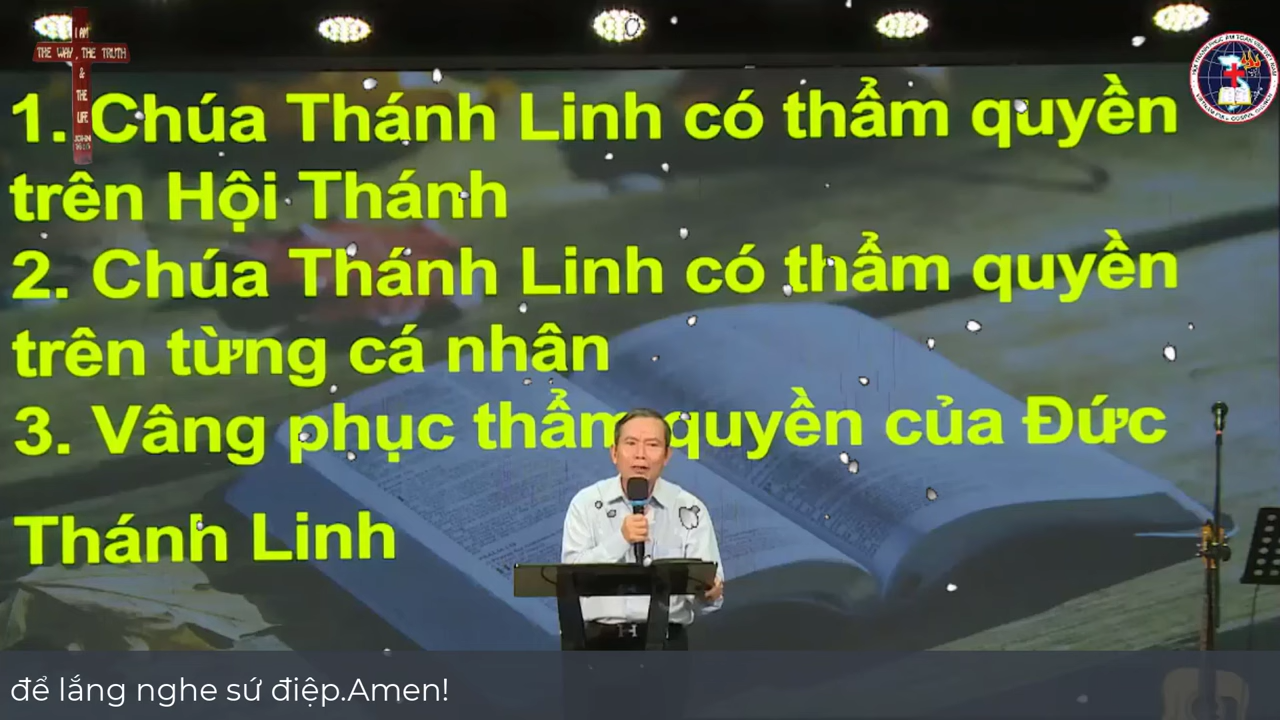 I AM
THE WAY, THE TRUTH
&
THE
LIFE
1. Chúa Thánh Linh có thẩm quyền
trên Hội Thánh
2. Chúa Thánh Linh có thẩm quyền
trên từng cá nhân
3. Vâng phục thẩm quyền của Đức
Thánh Linh
để lắng nghe sứ điệp.Amen!